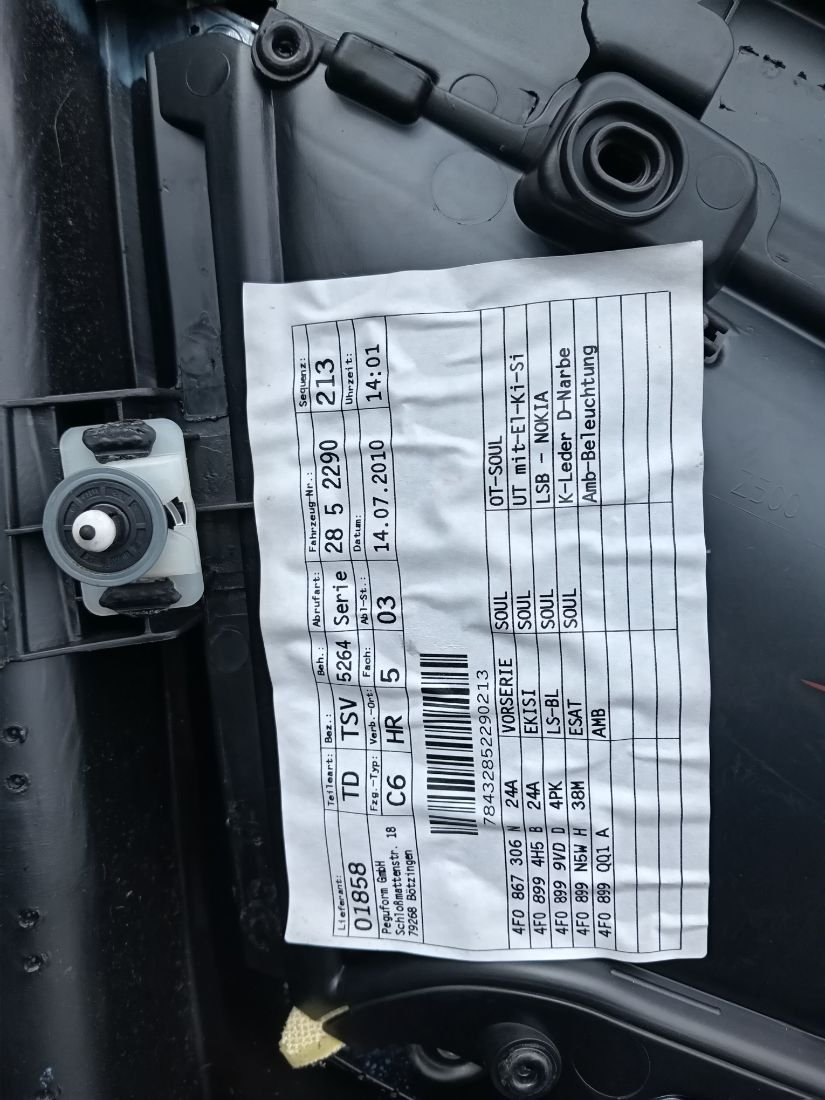 Lieferant: Teileart: Bez.: Beh.: Abrufart: Fahrzeug-Nr.: Sequenz:
01858 TD TSV 5264 Serie 28 5 2290 213
Peguform GmbH Fzg.-Typ: Verb.-Ort: Fach: Abl-St.: Datum: Uhrzeit:
Schloßmattenstr. 18 C6 HR 5 03 14.07.2010 14:01
79268 Bötzingen
78432852290213
4F0 867 306 N 24A VORSERIE SOUL OT-SOUL
4F0 899 4H5 B 24A EKISI SOUL UT mit-El-Ki-Si
4F0 899 9VD D 4PK LS-BL SOUL LSB - NOKIA
4F0 899 N5W H 38M ESAT SOUL K-Leder D-Narbe
4F0 899 QQ1 A AMB Amb-Beleuchtung